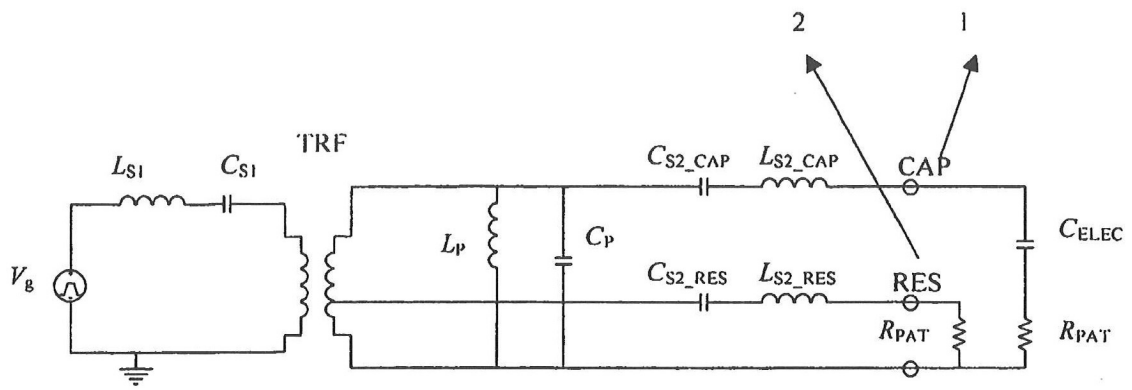 2 1
TRF
L_S1 C_S1
C_S2_CAP L_S2_CAP CAP
L_P C_P C_ELEC
V_g
C_S2_RES L_S2_RES RES
R_PAT R_PAT